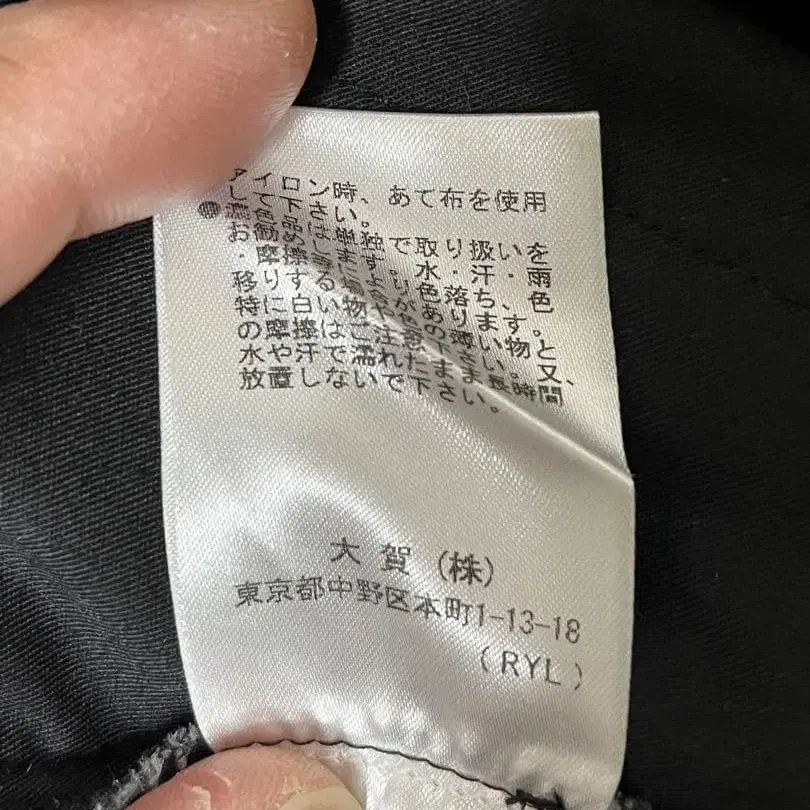 アイロン時、あて布を使用
して下さい。
●濃色品は単独で取り扱いを
お勧めします。水・汗・雨
・摩擦等により色落ち、色
移りする場合があります。
特に白い物や色の薄い物と
の摩擦はご注意下さい。又、
水や汗で濡れたまま長時間
放置しないで下さい。
大賀(株)
東京都中野区本町1-13-18
(RYL)